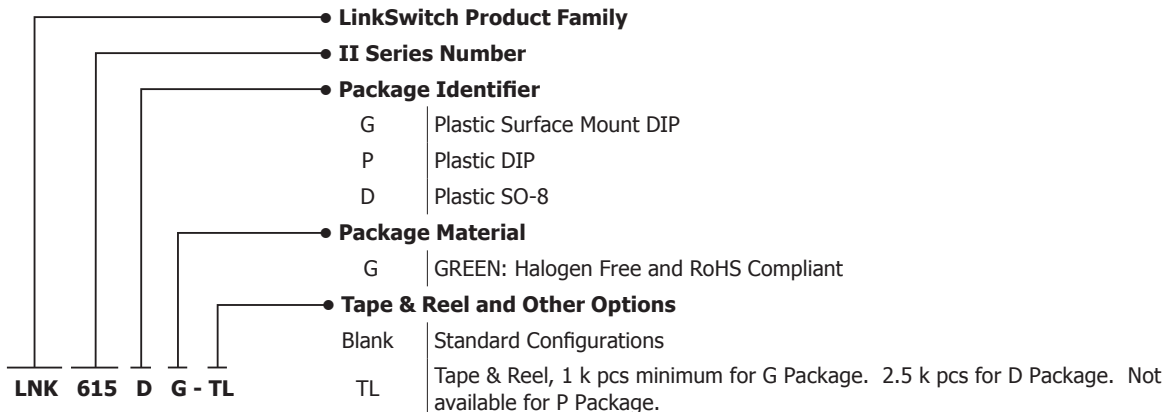 LinkSwitch Product Family
II Series Number
Package Identifier
G Plastic Surface Mount DIP
P Plastic DIP
D Plastic SO-8
Package Material
G GREEN: Halogen Free and RoHS Compliant
Tape & Reel and Other Options
Blank Standard Configurations
TL Tape & Reel, 1 k pcs minimum for G Package. 2.5 k pcs for D Package. Not
available for P Package.
LNK 615 D G - TL